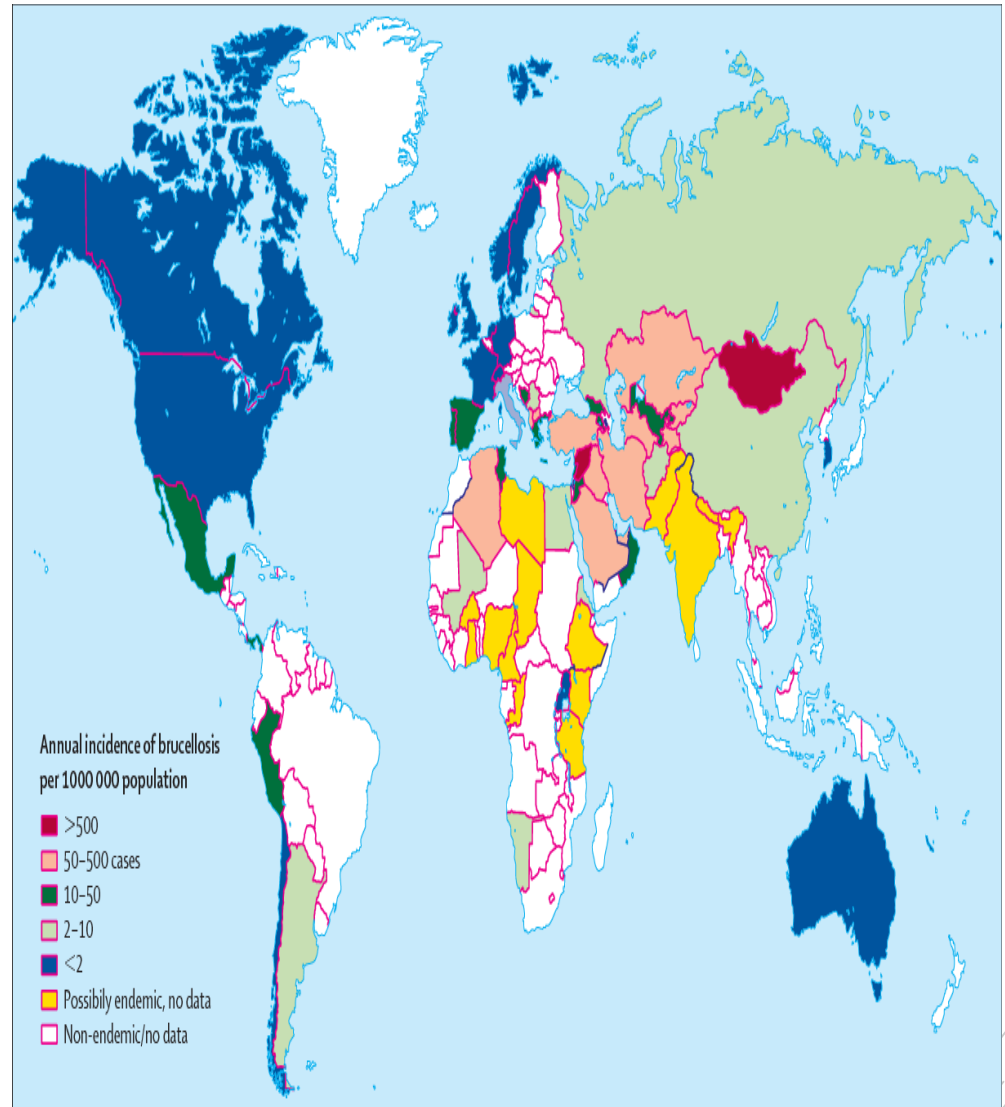 Annual incidence of brucellosis
per 1000 000 population
>500
50–500 cases
10–50
2–10
<2
Possibily endemic, no data
Non-endemic/no data